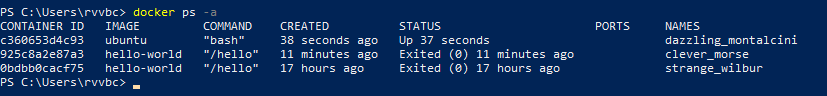 PS C:\Users\rvvbc> docker ps -a
CONTAINER ID   IMAGE         COMMAND    CREATED          STATUS                      PORTS     NAMES
c360653d4c93   ubuntu        "bash"     38 seconds ago   Up 37 seconds                         dazzling_montalcini
925c8a2e87a3   hello-world   "/hello"   11 minutes ago   Exited (0) 11 minutes ago             clever_morse
0bdbb0cacf75   hello-world   "/hello"   17 hours ago     Exited (0) 17 hours ago               strange_wilbur
PS C:\Users\rvvbc>